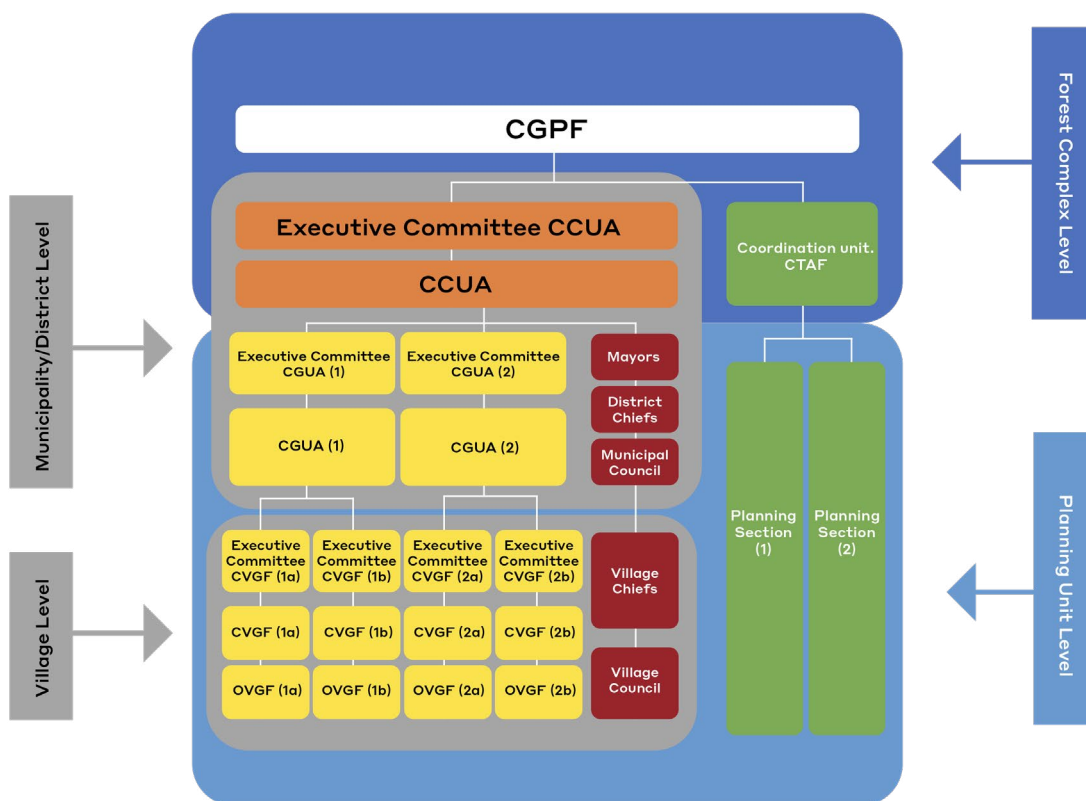 CGPF
Forest Complex Level
Municipality/District Level
Executive Committee CCUA
Coordination unit.
CTAF
CCUA
Executive Committee
CGUA (1)
Executive Committee
CGUA (2)
Mayors
District
Chiefs
CGUA (1)
CGUA (2)
Municipal
Council
Planning
Section
(1)
Planning
Section
(2)
Planning Unit Level
Village Level
Executive
Committee
CVGF (1a)
Executive
Committee
CVGF (1b)
Executive
Committee
CVGF (2a)
Executive
Committee
CVGF (2b)
Village
Chiefs
CVGF (1a)
CVGF (1b)
CVGF (2a)
CVGF (2b)
OVGF (1a)
OVGF (1b)
OVGF (2a)
OVGF (2b)
Village
Council